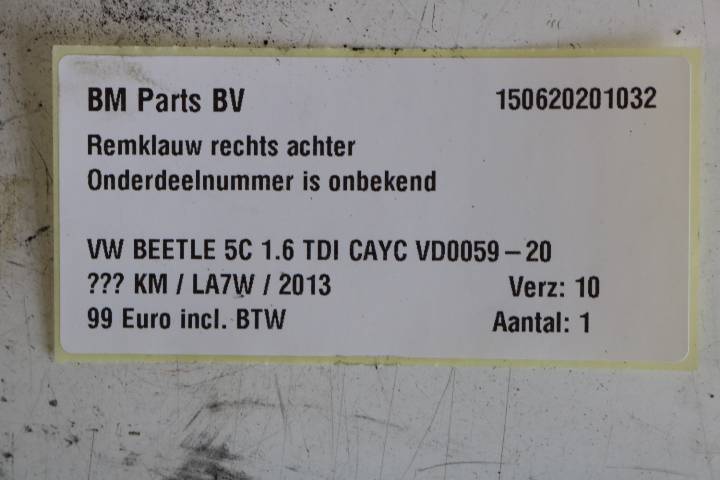 BM Parts BV 150620201032
Remklauw rechts achter
Onderdeelnummer is onbekend
VW BEETLE 5C 1.6 TDI CAYC VD0059 – 20
??? KM / LA7W / 2013 Verz: 10
99 Euro incl. BTW Aantal: 1